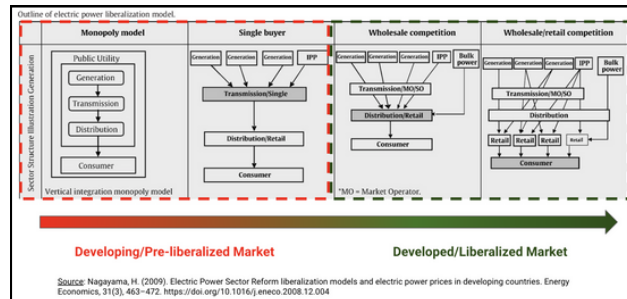 Outline of electric power liberalization model.
Monopoly model
Single buyer
Wholesale competition
Wholesale/retail competition
Sector Structure Illustration Generation
Public Utility
Generation
Transmission
Distribution
Consumer
Vertical integration monopoly model
Generation Generation Generation IPP
Transmission/Single
Distribution/Retail
Consumer
Generation Generation Generation IPP Bulk power
Transmission/MO/SO
Distribution/Retail
Consumer
*MO = Market Operator.
Generation Generation Generation IPP Bulk power
Transmission/MO/SO
Distribution
Retail Retail Retail Retail
Consumer
Developing/Pre-liberalized Market
Developed/Liberalized Market
Source: Nagayama, H. (2009). Electric Power Sector Reform liberalization models and electric power prices in developing countries. Energy
Economics, 31(3), 463–472. https://doi.org/10.1016/j.eneco.2008.12.004